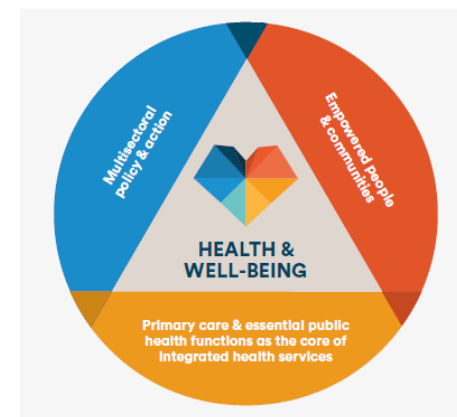 Multisectoral
policy & action
Empowered people
& communities
HEALTH &
WELL-BEING
Primary care & essential public
health functions as the core of
integrated health services